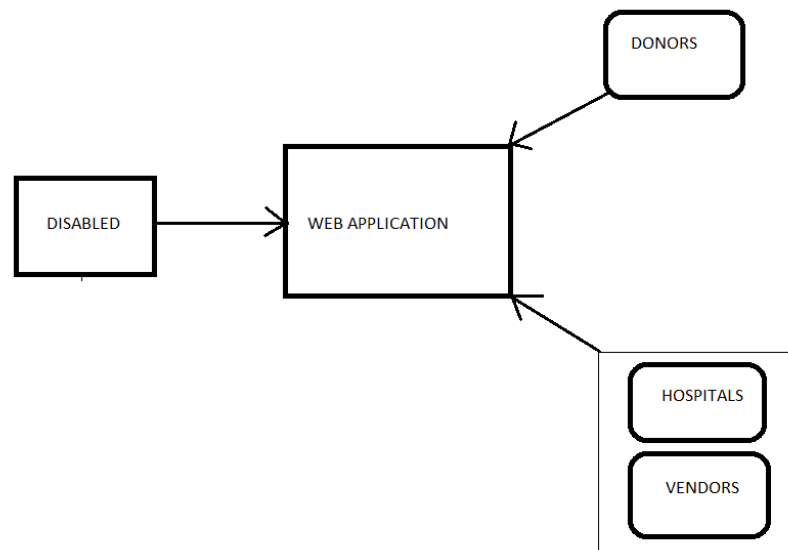 DONORS
DISABLED
WEB APPLICATION
HOSPITALS
VENDORS